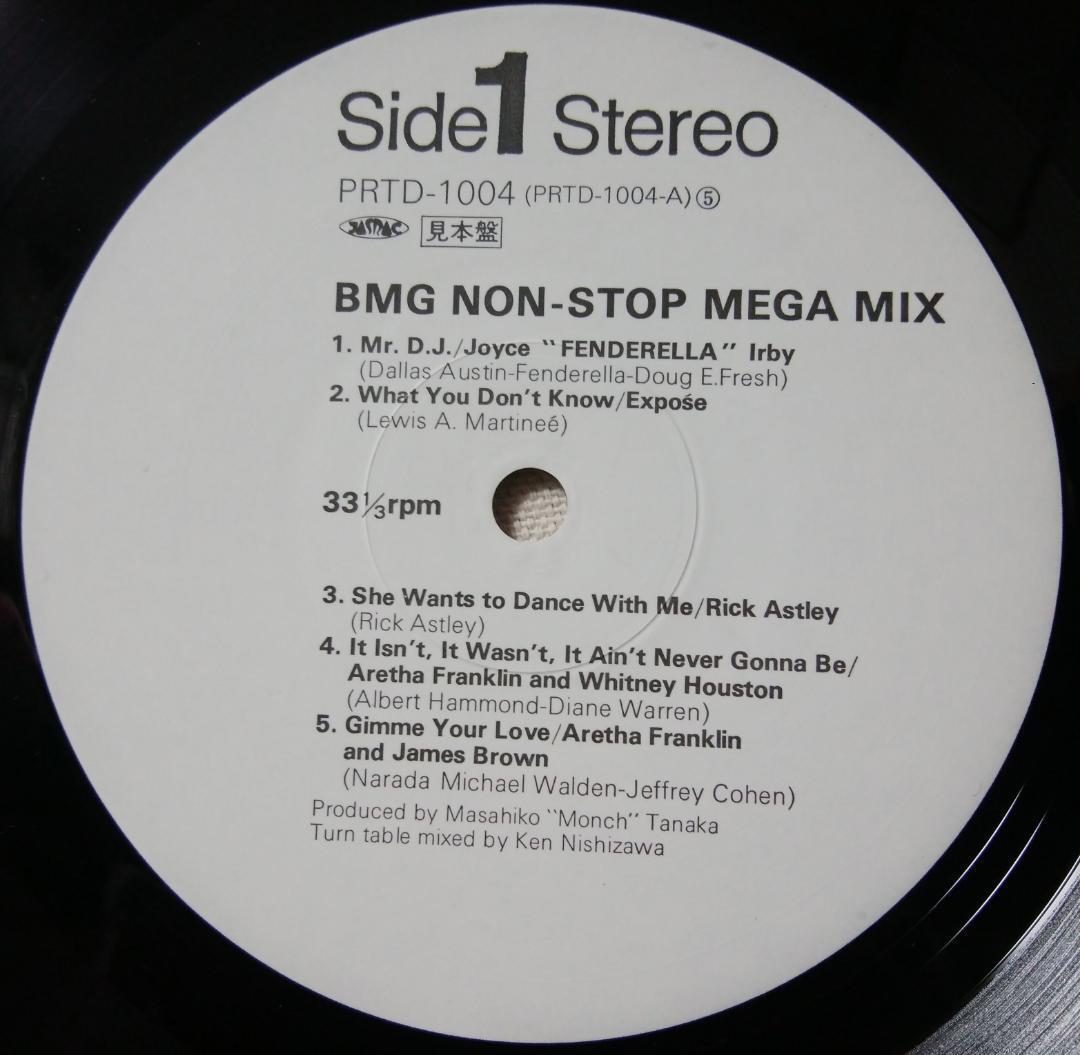 Side 1 Stereo
PRTD-1004 (PRTD-1004-A)⑤
JASRAC 見本盤
BMG NON-STOP MEGA MIX
1. Mr. D.J./Joyce "FENDERELLA" Irby
(Dallas Austin-Fenderella-Doug E.Fresh)
2. What You Don't Know/Expośe
(Lewis A. Martineé)
33⅓rpm
3. She Wants to Dance With Me/Rick Astley
(Rick Astley)
4. It Isn't, It Wasn't, It Ain't Never Gonna Be/
Aretha Franklin and Whitney Houston
(Albert Hammond-Diane Warren)
5. Gimme Your Love/Aretha Franklin
and James Brown
(Narada Michael Walden-Jeffrey Cohen)
Produced by Masahiko "Monch" Tanaka
Turn table mixed by Ken Nishizawa